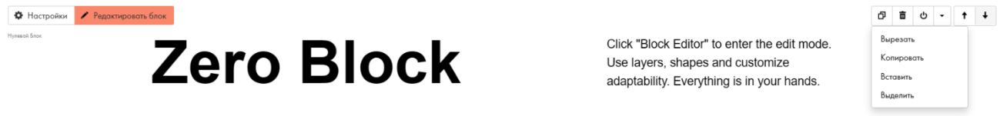 Настройки Редактировать блок
Нулевой Блок
Zero Block
Click "Block Editor" to enter the edit mode.
Use layers, shapes and customize
adaptability. Everything is in your hands.
Вырезать
Копировать
Вставить
Выделить